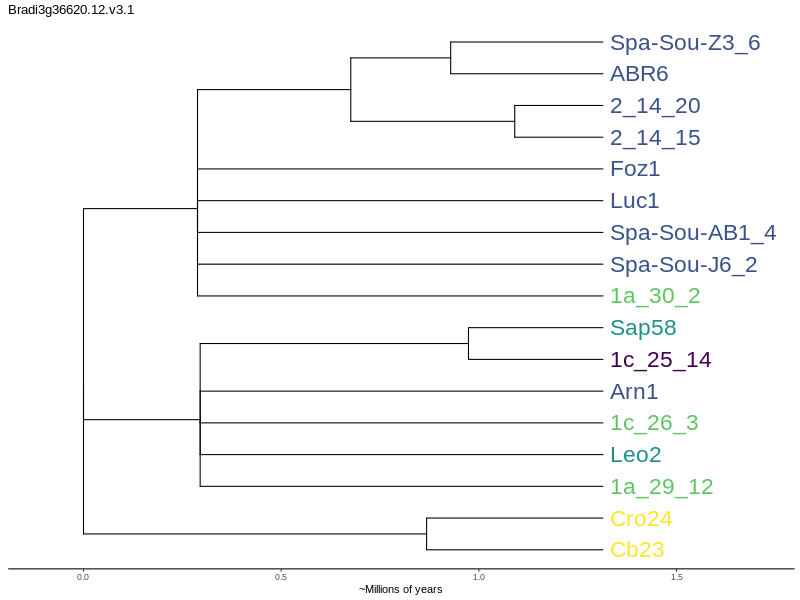 Bradi3g36620.12.v3.1
Spa-Sou-Z3_6
ABR6
2_14_20
2_14_15
Foz1
Luc1
Spa-Sou-AB1_4
Spa-Sou-J6_2
1a_30_2
Sap58
1c_25_14
Arn1
1c_26_3
Leo2
1a_29_12
Cro24
Cb23
0.0 0.5 1.0 1.5
~Millions of years